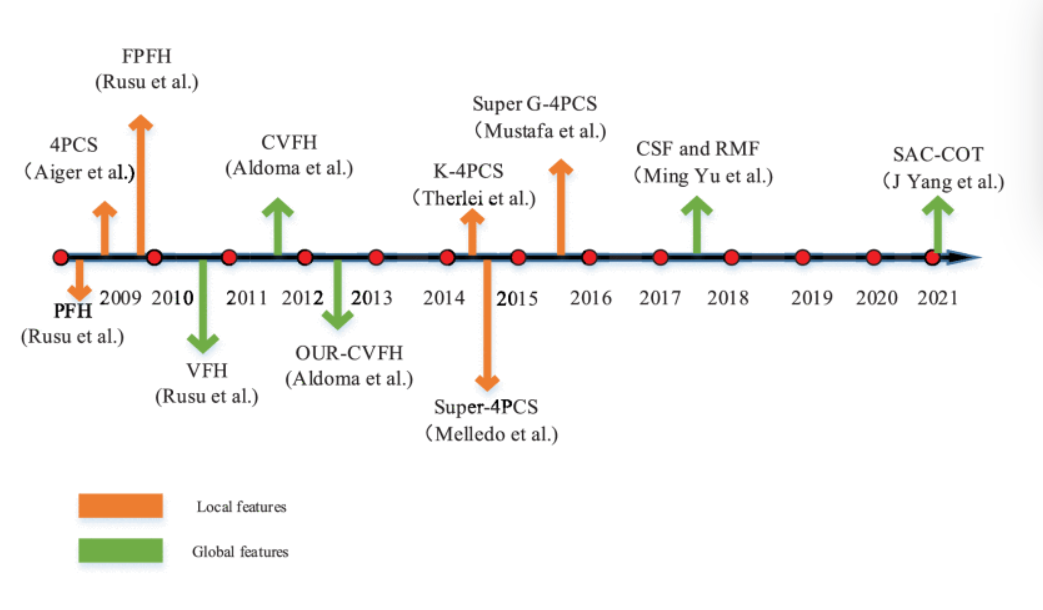 FPFH
(Rusu et al.)
4PCS
（Aiger et al.)
CVFH
(Aldoma et al.)
Super G-4PCS
（Mustafa et al.)
K-4PCS
（Therlei et al.)
CSF and RMF
（Ming Yu et al.)
SAC-COT
（J Yang et al.)
2009 2010 2011 2012 2013 2014 2015 2016 2017 2018 2019 2020 2021
PFH
(Rusu et al.)
VFH
(Rusu et al.)
OUR-CVFH
(Aldoma et al.)
Super-4PCS
（Melledo et al.)
Local features
Global features